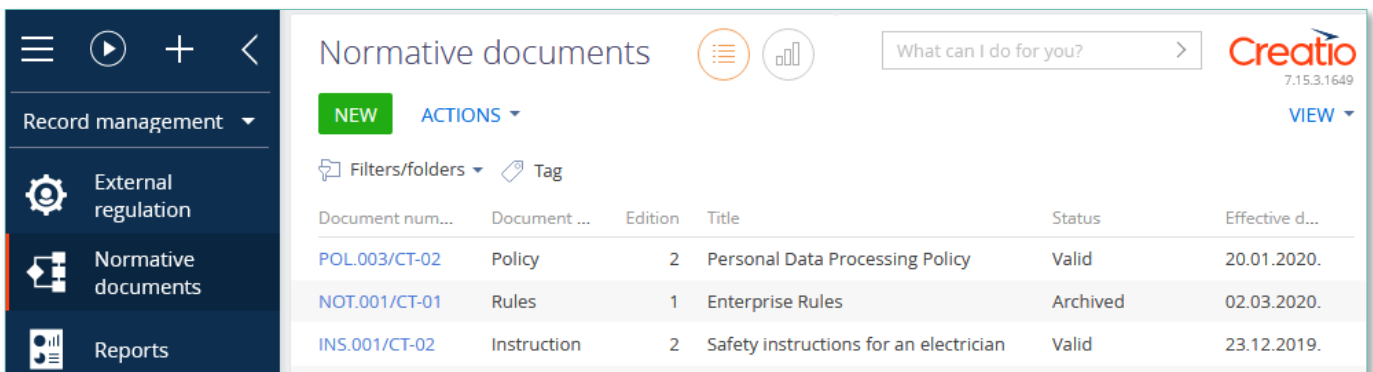 Normative documents
What can I do for you?
Creatio
7.15.3.1649
Record management
NEW
ACTIONS
VIEW
Filters/folders
Tag
External
regulation
Normative
documents
Reports
Document num... Document ... Edition Title Status Effective d...
POL.003/CT-02 Policy 2 Personal Data Processing Policy Valid 20.01.2020.
NOT.001/CT-01 Rules 1 Enterprise Rules Archived 02.03.2020.
INS.001/CT-02 Instruction 2 Safety instructions for an electrician Valid 23.12.2019.